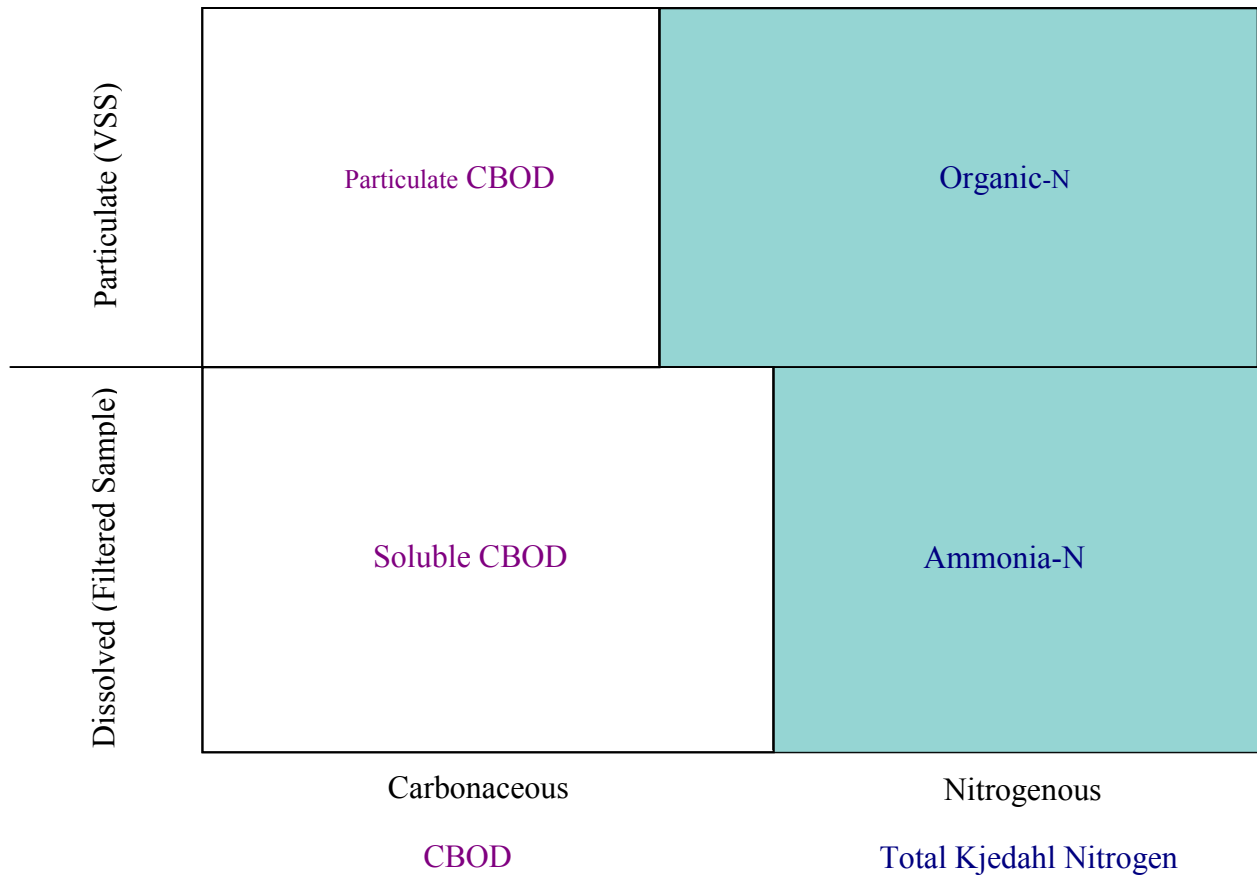 Particulate (VSS)
Particulate CBOD
Organic-N
Dissolved (Filtered Sample)
Soluble CBOD
Ammonia-N
Carbonaceous
Nitrogenous
CBOD
Total Kjedahl Nitrogen